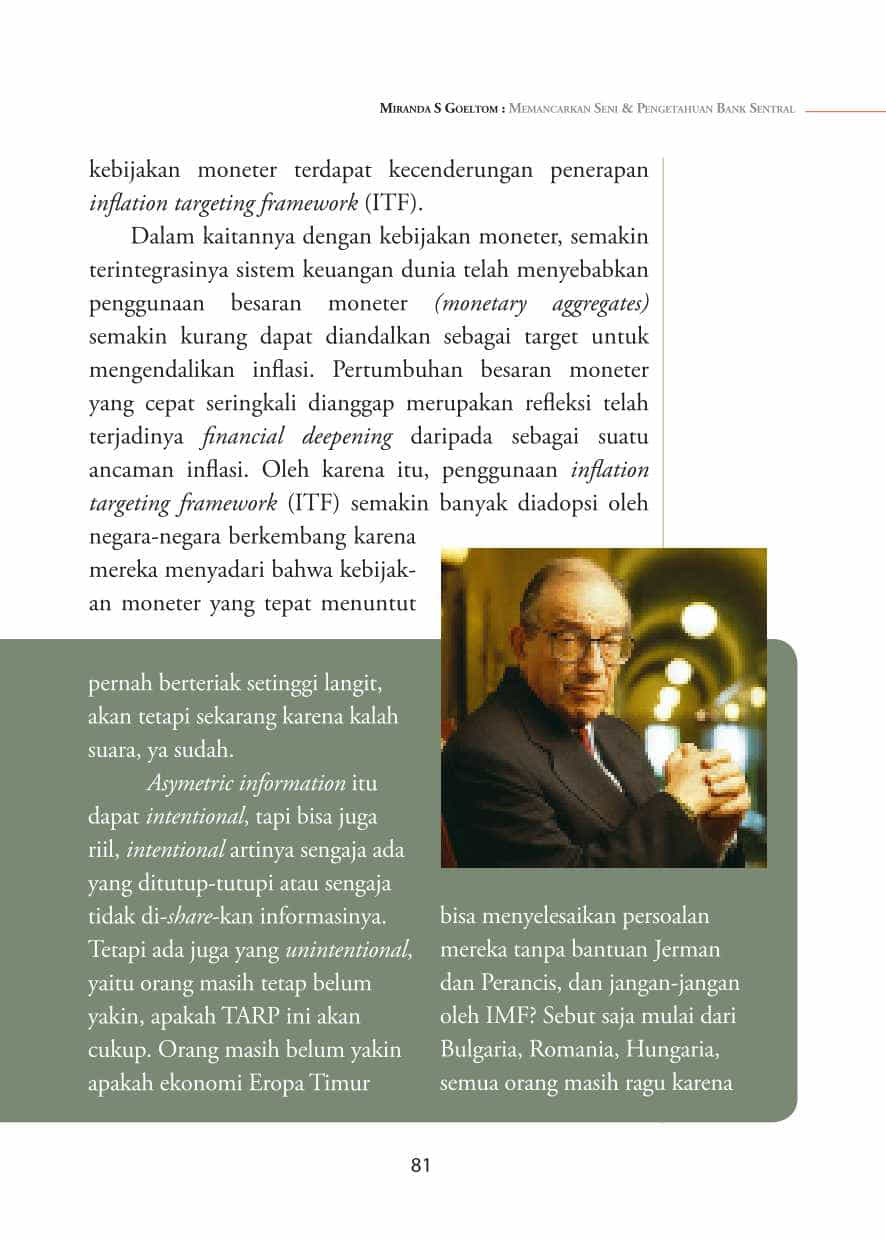 MIRANDA S GOELTOM : MEMANCARKAN SENI & PENGETAHUAN BANK SENTRAL
kebijakan moneter terdapat kecenderungan penerapan
inflation targeting framework (ITF).
Dalam kaitannya dengan kebijakan moneter, semakin
terintegrasinya sistem keuangan dunia telah menyebabkan
penggunaan besaran moneter (monetary aggregates)
semakin kurang dapat diandalkan sebagai target untuk
mengendalikan inflasi. Pertumbuhan besaran moneter
yang cepat seringkali dianggap merupakan refleksi telah
terjadinya financial deepening daripada sebagai suatu
ancaman inflasi. Oleh karena itu, penggunaan inflation
targeting framework (ITF) semakin banyak diadopsi oleh
negara-negara berkembang karena
mereka menyadari bahwa kebijak-
an moneter yang tepat menuntut
pernah berteriak setinggi langit,
akan tetapi sekarang karena kalah
suara, ya sudah.
Asymetric information itu
dapat intentional, tapi bisa juga
riil, intentional artinya sengaja ada
yang ditutup-tutupi atau sengaja
tidak di-share-kan informasinya.
Tetapi ada juga yang unintentional,
yaitu orang masih tetap belum
yakin, apakah TARP ini akan
cukup. Orang masih belum yakin
apakah ekonomi Eropa Timur
bisa menyelesaikan persoalan
mereka tanpa bantuan Jerman
dan Perancis, dan jangan-jangan
oleh IMF? Sebut saja mulai dari
Bulgaria, Romania, Hungaria,
semua orang masih ragu karena
81